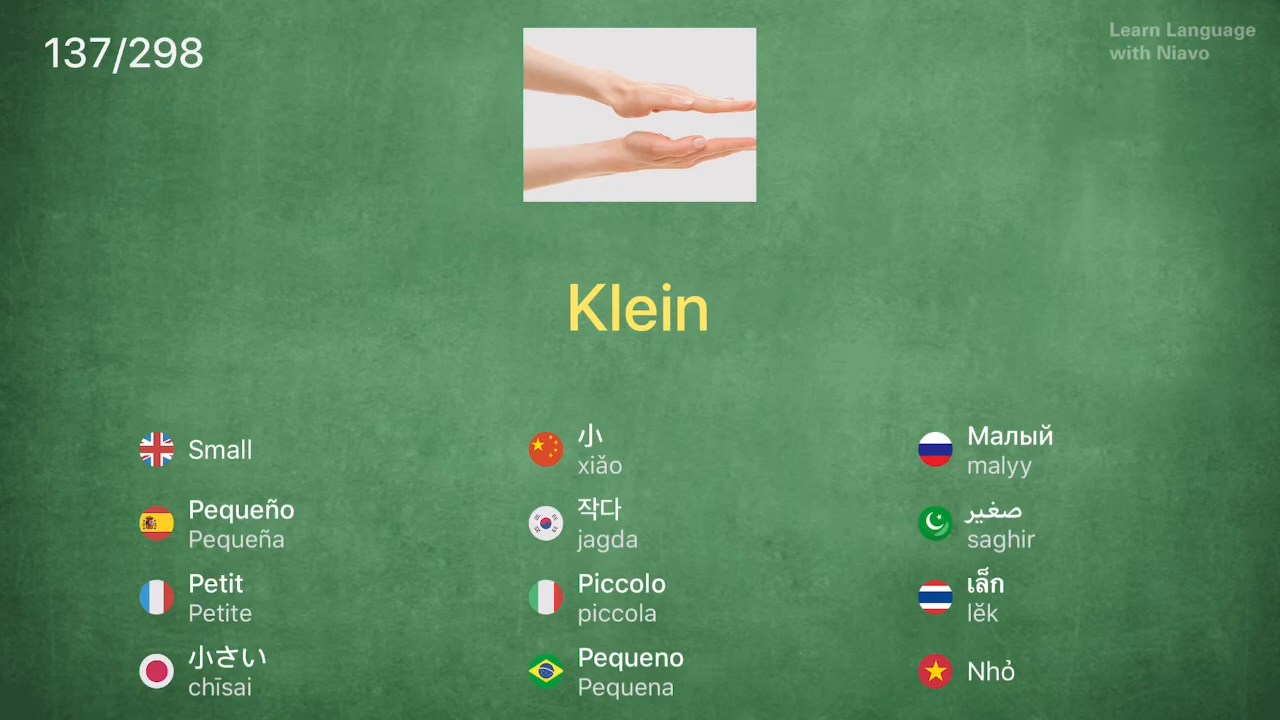 137/298
Learn Language
with Niavo
Klein
Small
小
xiǎo
Малый
malyy
Pequeño
Pequeña
작다
jagda
صغير
saghir
Petit
Petite
Piccolo
piccola
เล็ก
lĕk
小さい
chīsai
Pequeno
Pequena
Nhỏ